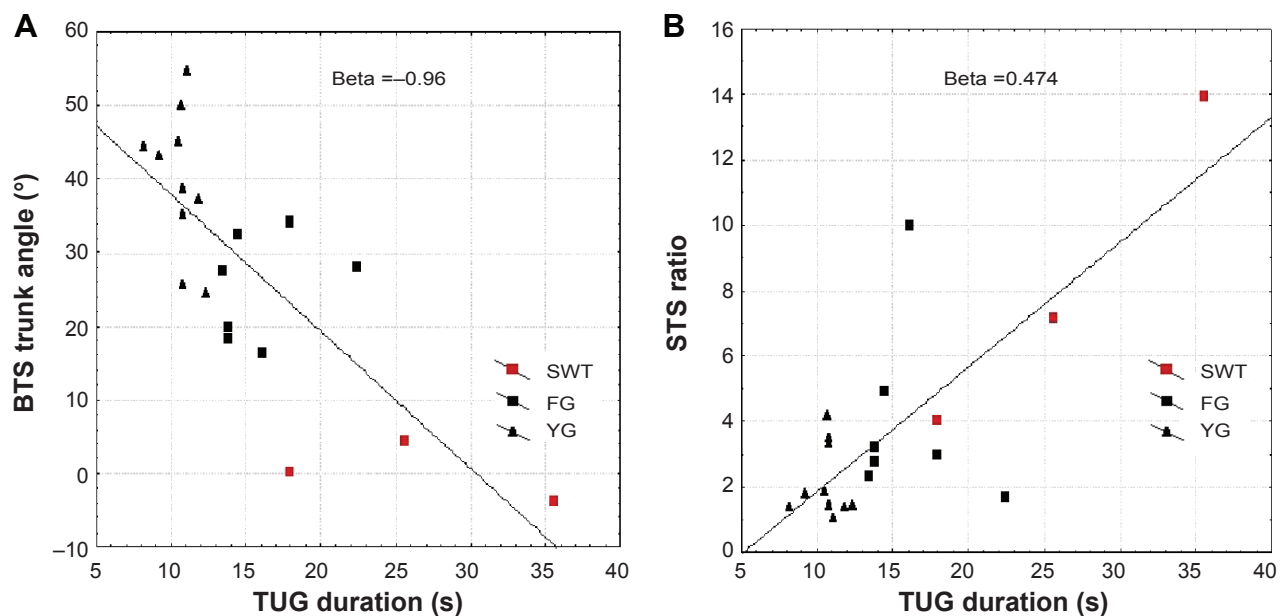 A
60
50
40
30
20
10
0
–10
BTS trunk angle (°)
Beta =–0.96
SWT
FG
YG
5
10
15
20
25
30
35
40
TUG duration (s)
B
16
14
12
10
8
6
4
2
0
STS ratio
Beta =0.474
SWT
FG
YG
5
10
15
20
25
30
35
40
TUG duration (s)